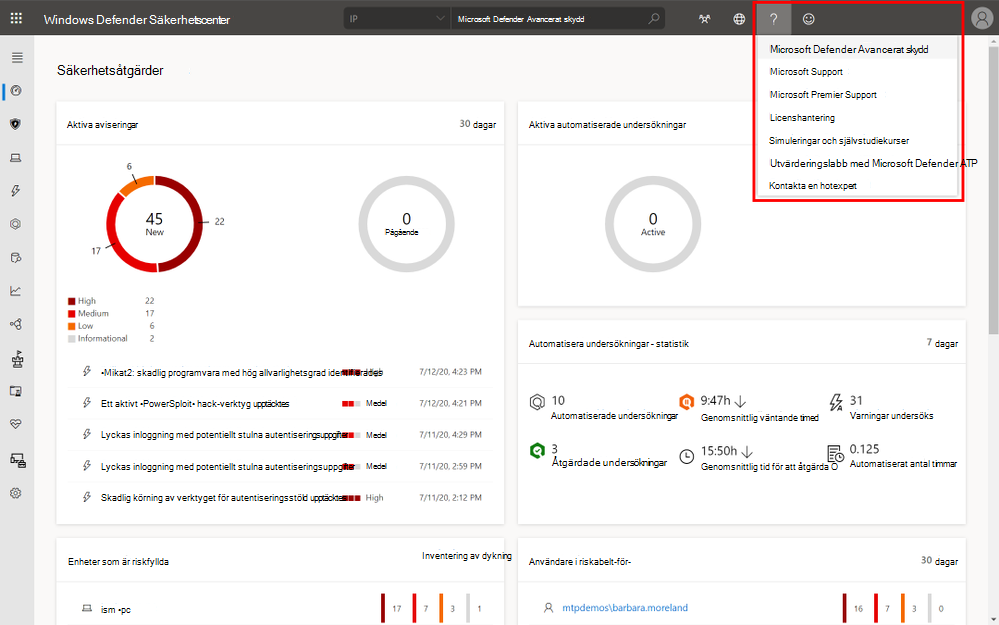 Windows Defender Säkerhetscenter
IP
Microsoft Defender Avancerat skydd
?
Microsoft Defender Avancerat skydd
Microsoft Support
Microsoft Premier Support
Licenshantering
Simuleringar och självstudiekurser
Utvärderingslabb med Microsoft Defender ATP
Kontakta en hotexpert
Säkerhetsåtgärder
Aktiva aviseringar
30 dagar
6
45
New
22
17
0
Pågående
High 22
Medium 17
Low 6
Informational 2
•Mikat2: skadlig programvara med hög allvarlighetsgrad identifierades
High
7/12/20, 4:23 PM
Ett aktivt •PowerSploit• hack-verktyg upptäcktes
Medel
7/12/20, 4:21 PM
Lyckas inloggning med potentiellt stulna autentiseringsuppgifter
Medel
7/11/20, 4:29 PM
Lyckas inloggning med potentiellt stulna autentiseringsuppgifter
Medel
7/11/20, 2:59 PM
Skadlig körning av verktyget för autentiseringsstöld upptäcktes
High
7/11/20, 2:12 PM
Aktiva automatiserade undersökningar
0
Active
Automatisera undersökningar - statistik
7 dagar
10
Automatiserade undersökningar
9:47h
Genomsnittlig väntande timed
31
Varningar undersöks
3
Åtgärdade undersökningar
15:50h
Genomsnittlig tid för att åtgärda O
0.125
Automatiserat antal timmar
Enheter som är riskfyllda
Inventering av dykning
ism •pc
17 7 3 1
Användare i riskabelt-för-
30 dagar
mtpdemos\barbara.moreland
16 7 3 0